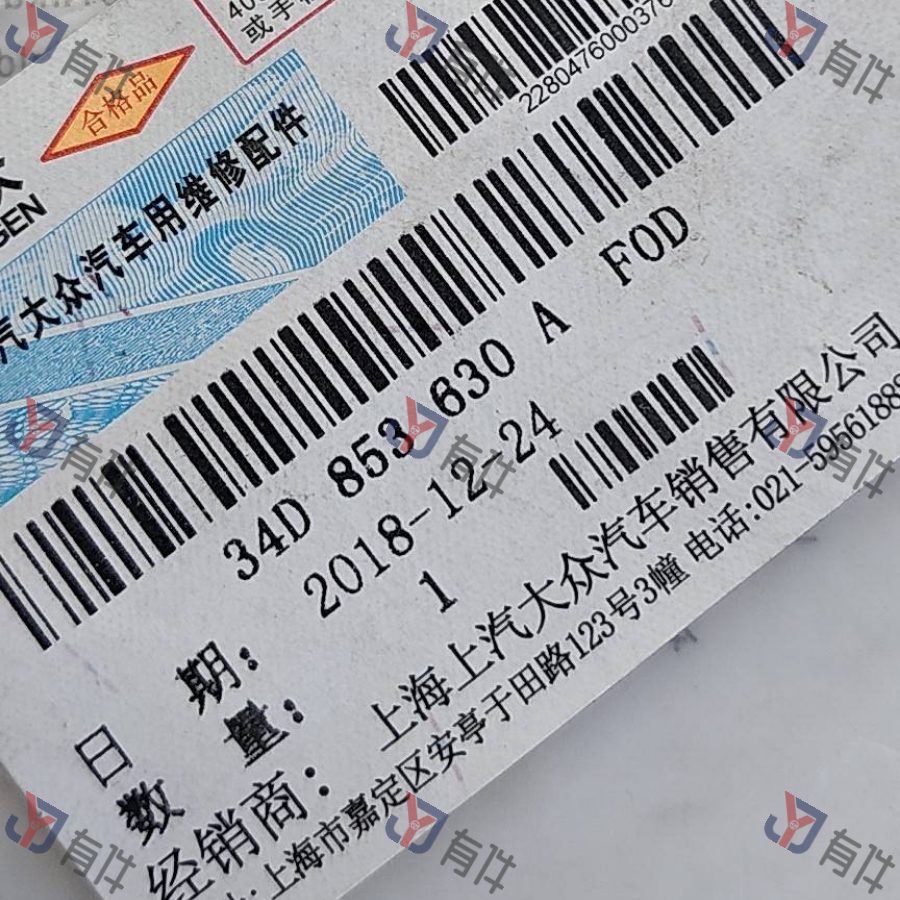 合格品
汽大众汽车用维修配件
34D 853 630 A FOD
日 期: 2018-12-24
数 量: 1
经销商: 上海上汽大众汽车销售有限公司
上海市嘉定区安亭于田路123号3幢 电话:021-5956188
有件